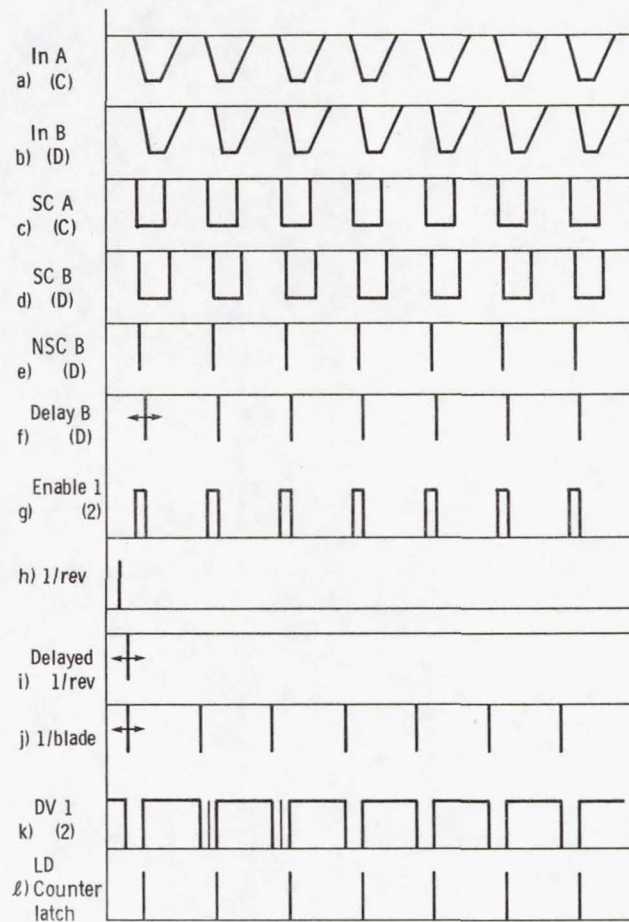 In A
a) (C)
In B
b) (D)
SC A
c) (C)
SC B
d) (D)
NSC B
e) (D)
Delay B
f) (D)
Enable 1
g) (2)
h) 1/rev
Delayed
i) 1/rev
j) 1/blade
DV 1
k) (2)
LD
ℓ) Counter
latch